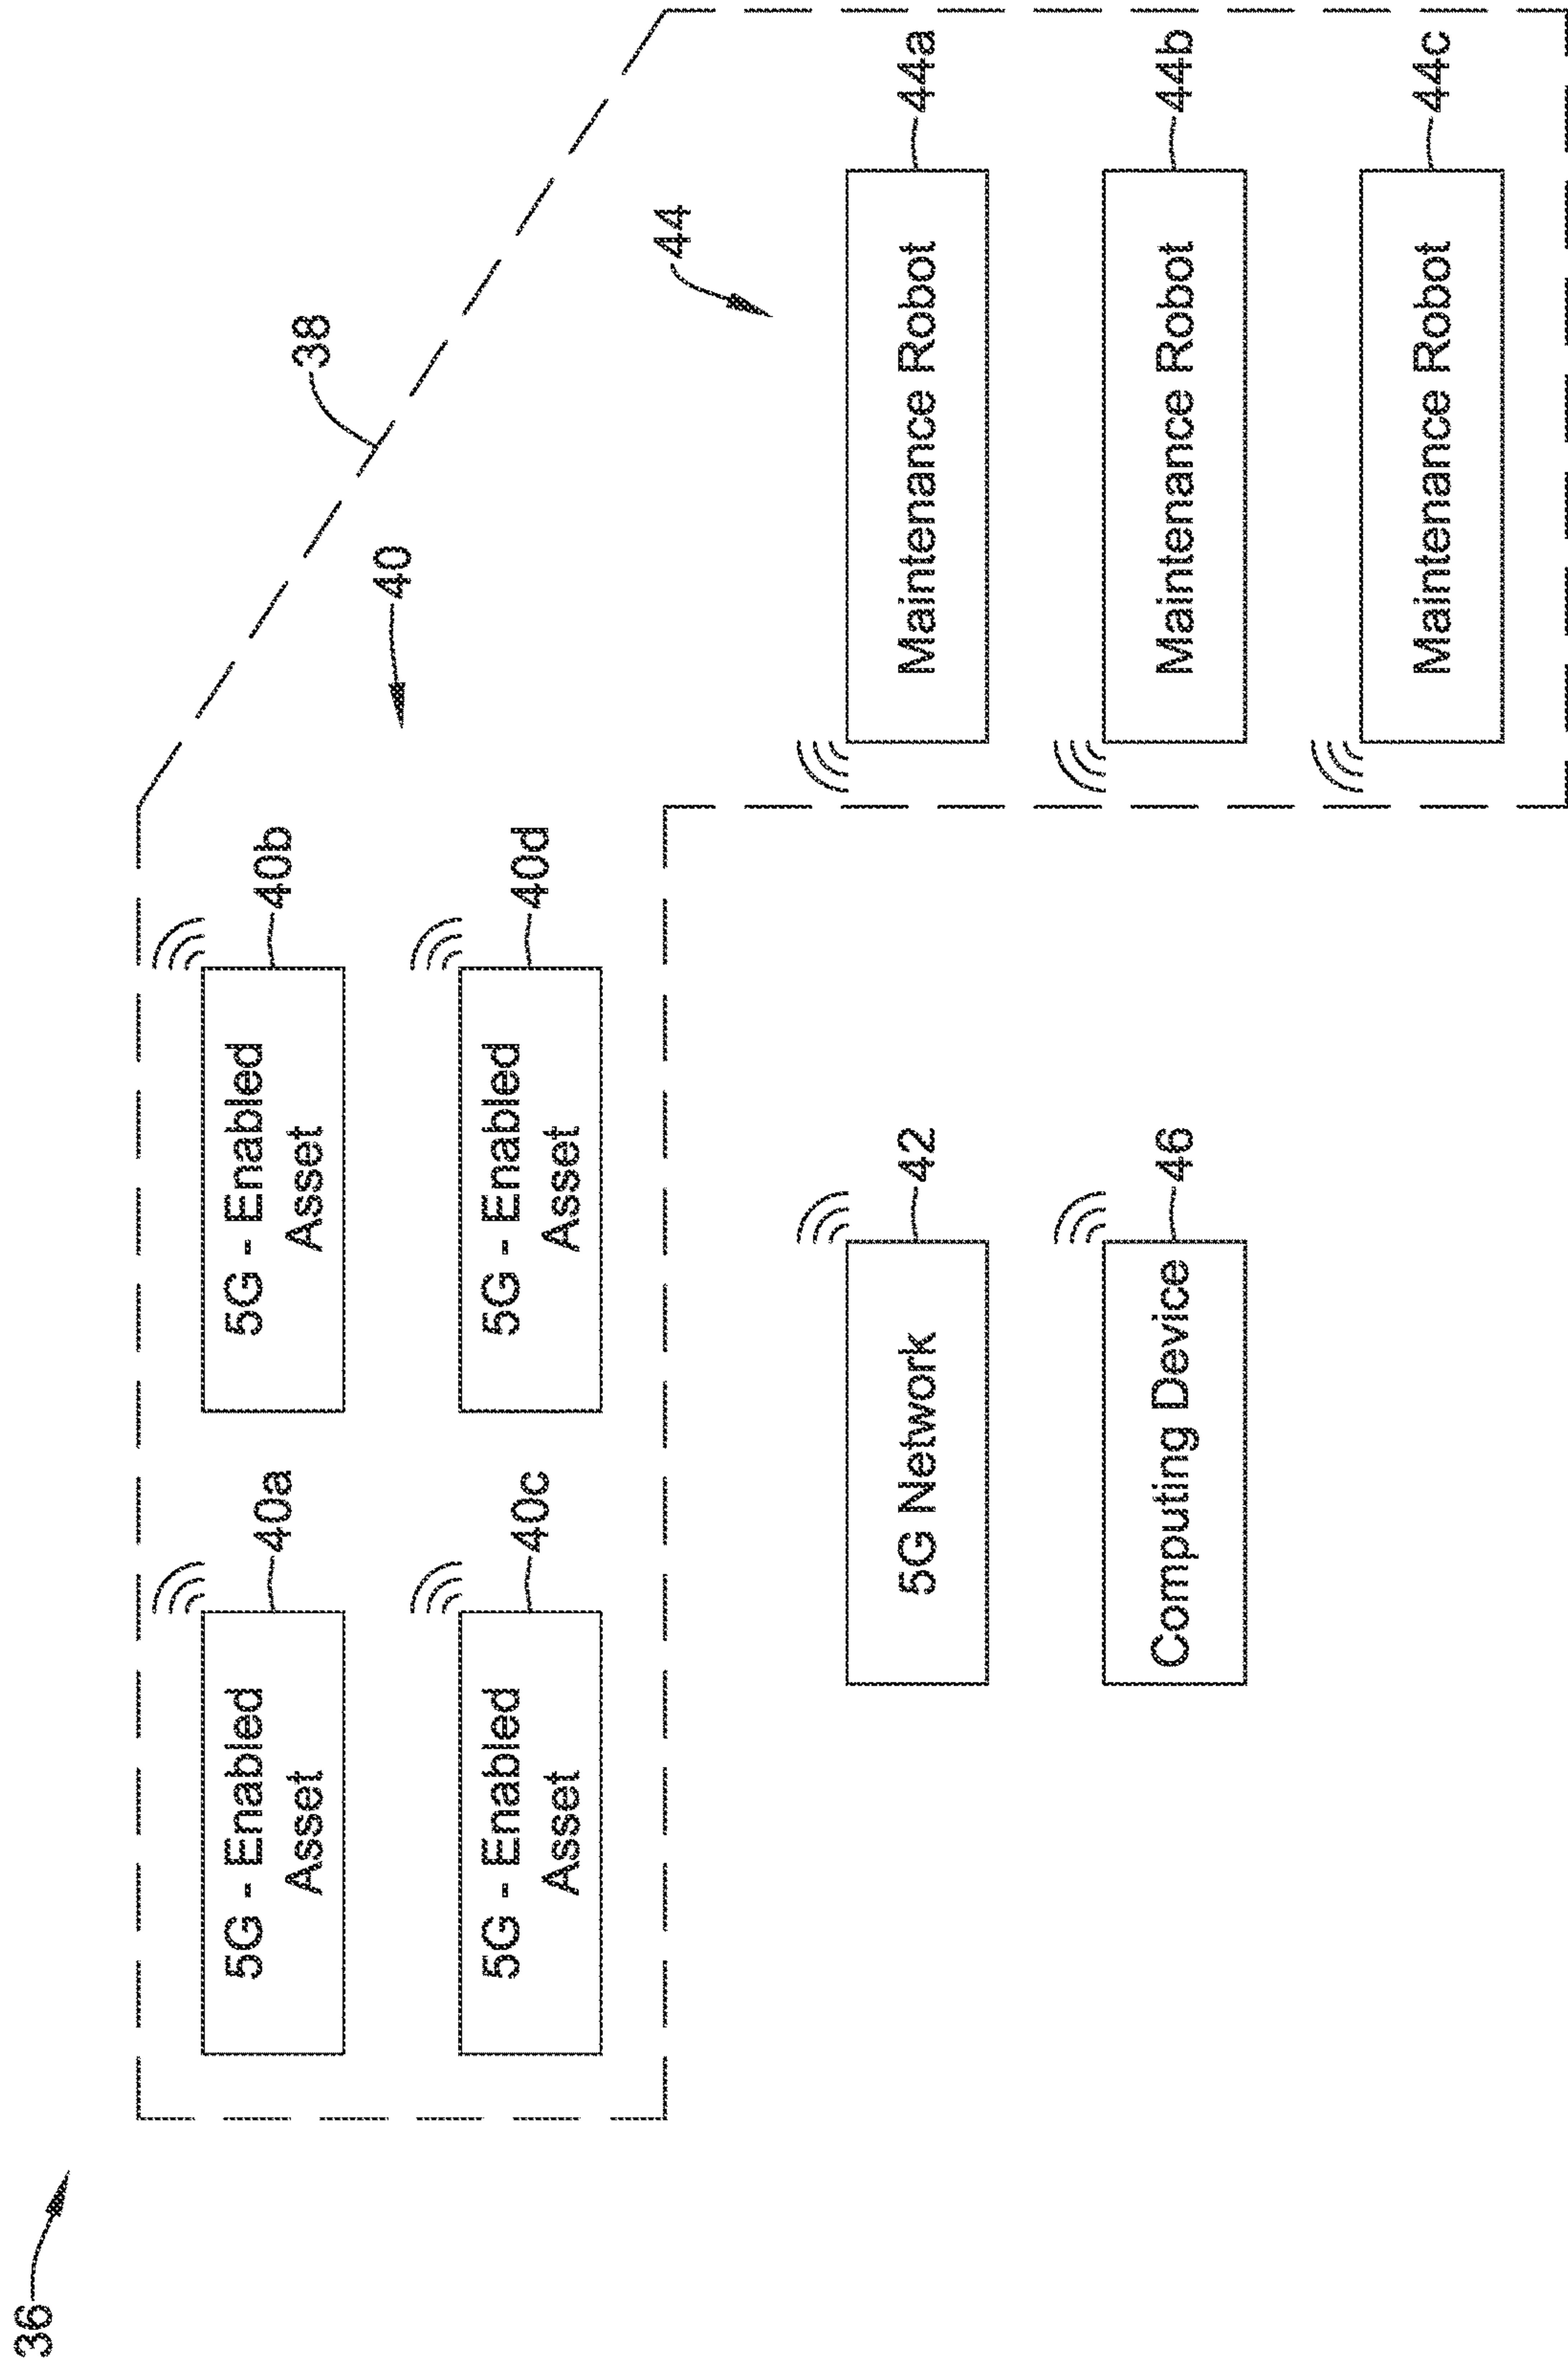 36
38
40
5G - Enabled
Asset
40a
5G - Enabled
Asset
40b
5G - Enabled
Asset
40c
5G - Enabled
Asset
40d
44
5G Network
42
Maintenance Robot
44a
Computing Device
46
Maintenance Robot
44b
Maintenance Robot
44c